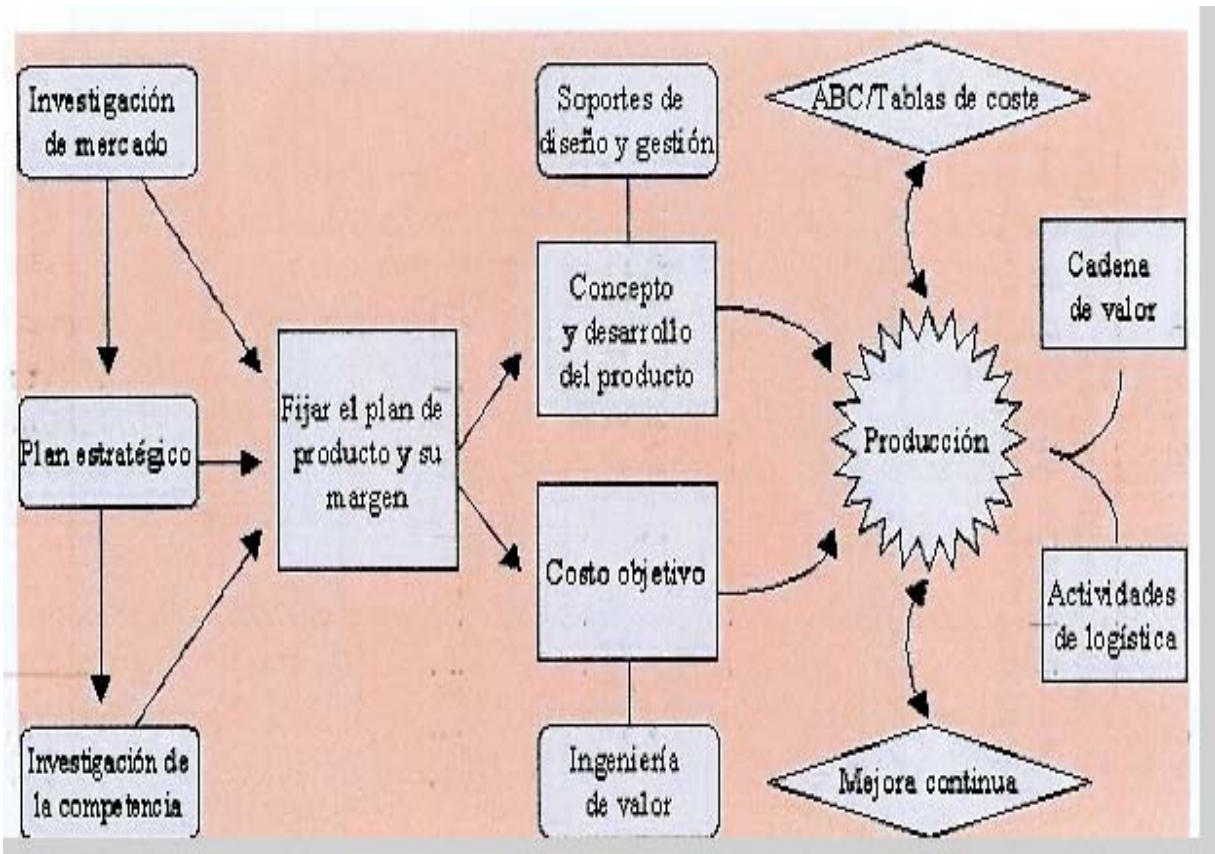 Investigación
de mercado
Plan estratégico
Investigación de
la competencia
Fijar el plan de
producto y su
margen
Soportes de
diseño y gestión
Concepto
y desarrollo
del producto
Costo objetivo
Ingeniería
de valor
ABC/Tablas de coste
Producción
Mejora continua
Cadena
de valor
Actividades
de logística